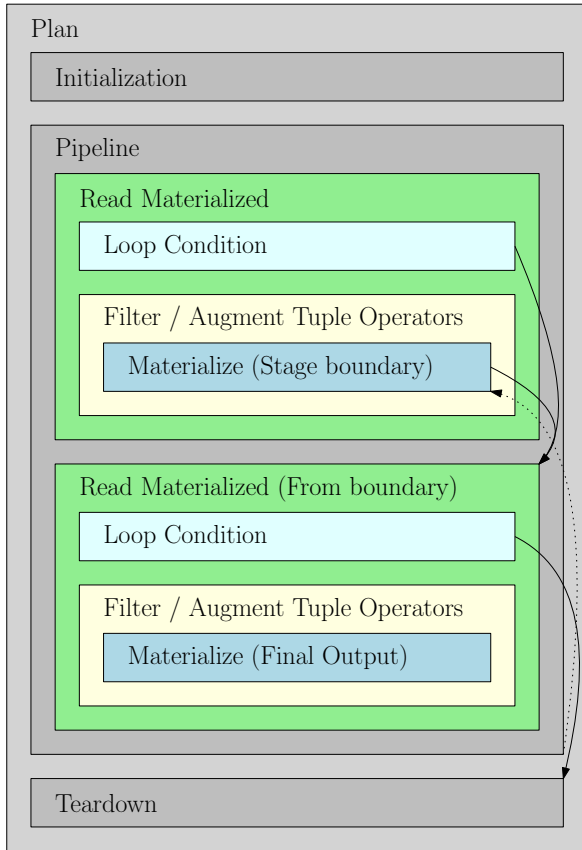 Plan
Initialization
Pipeline
Read Materialized
Loop Condition
Filter / Augment Tuple Operators
Materialize (Stage boundary)
Read Materialized (From boundary)
Loop Condition
Filter / Augment Tuple Operators
Materialize (Final Output)
Teardown